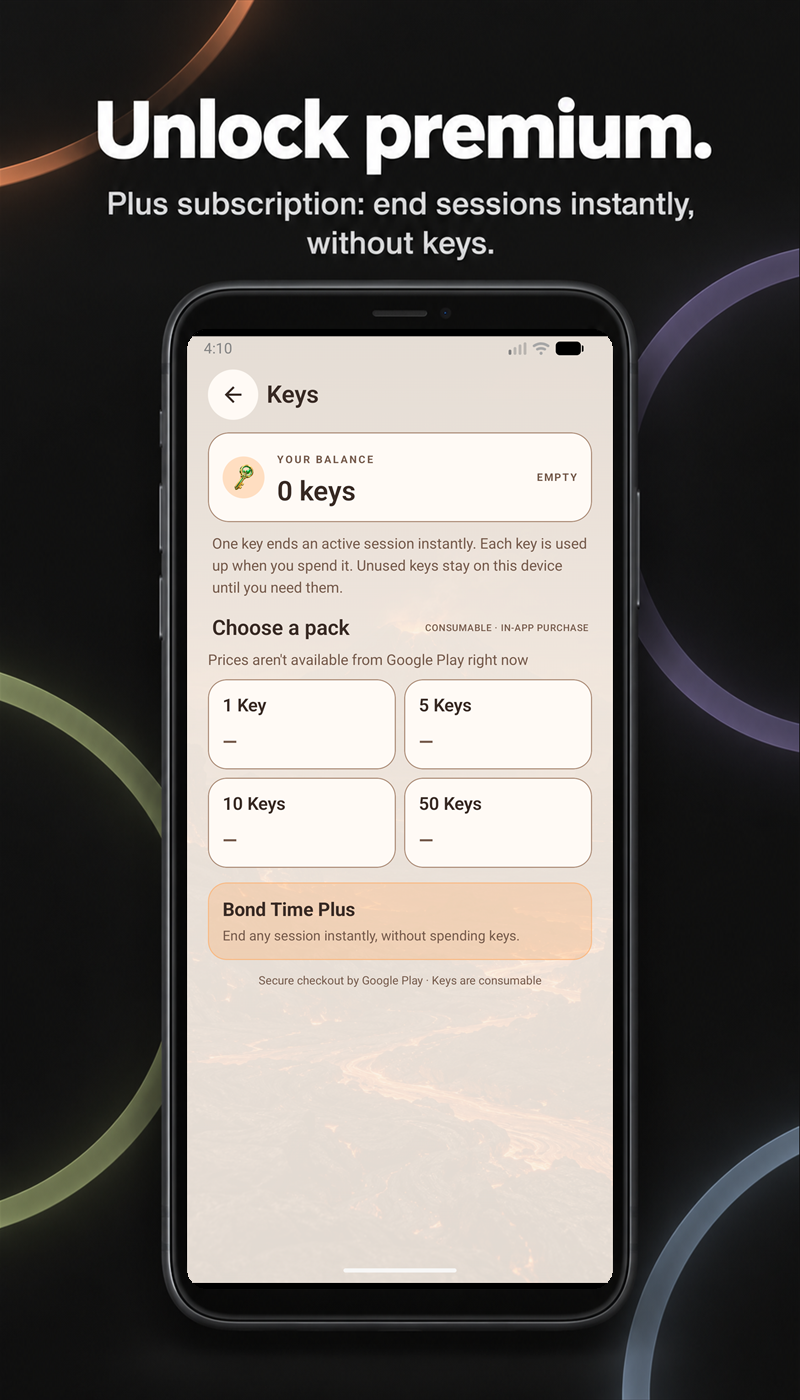 Unlock premium.
Plus subscription: end sessions instantly,
without keys.
4:10
Keys
YOUR BALANCE
0 keys
EMPTY
One key ends an active session instantly. Each key is used
up when you spend it. Unused keys stay on this device
until you need them.
Choose a pack
CONSUMABLE · IN-APP PURCHASE
Prices aren't available from Google Play right now
1 Key
—
5 Keys
—
10 Keys
—
50 Keys
—
Bond Time Plus
End any session instantly, without spending keys.
Secure checkout by Google Play · Keys are consumable